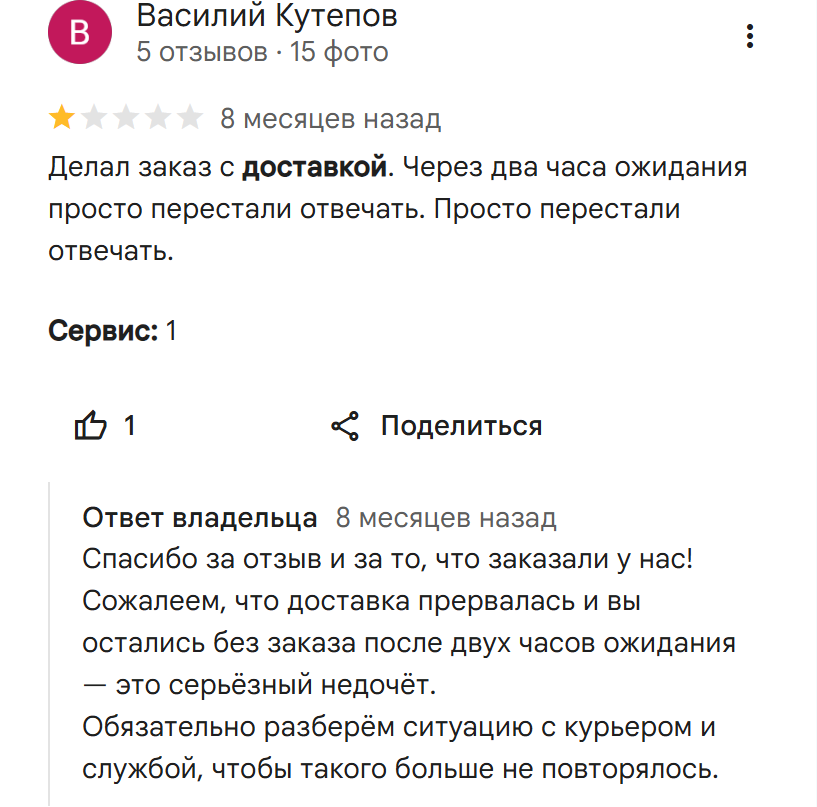 В
Василий Кутепов
5 отзывов · 15 фото
8 месяцев назад
Делал заказ с доставкой. Через два часа ожидания
просто перестали отвечать. Просто перестали
отвечать.
Сервис: 1
1
Поделиться
Ответ владельца 8 месяцев назад
Спасибо за отзыв и за то, что заказали у нас!
Сожалеем, что доставка прервалась и вы
остались без заказа после двух часов ожидания
— это серьёзный недочёт.
Обязательно разберём ситуацию с курьером и
службой, чтобы такого больше не повторялось.